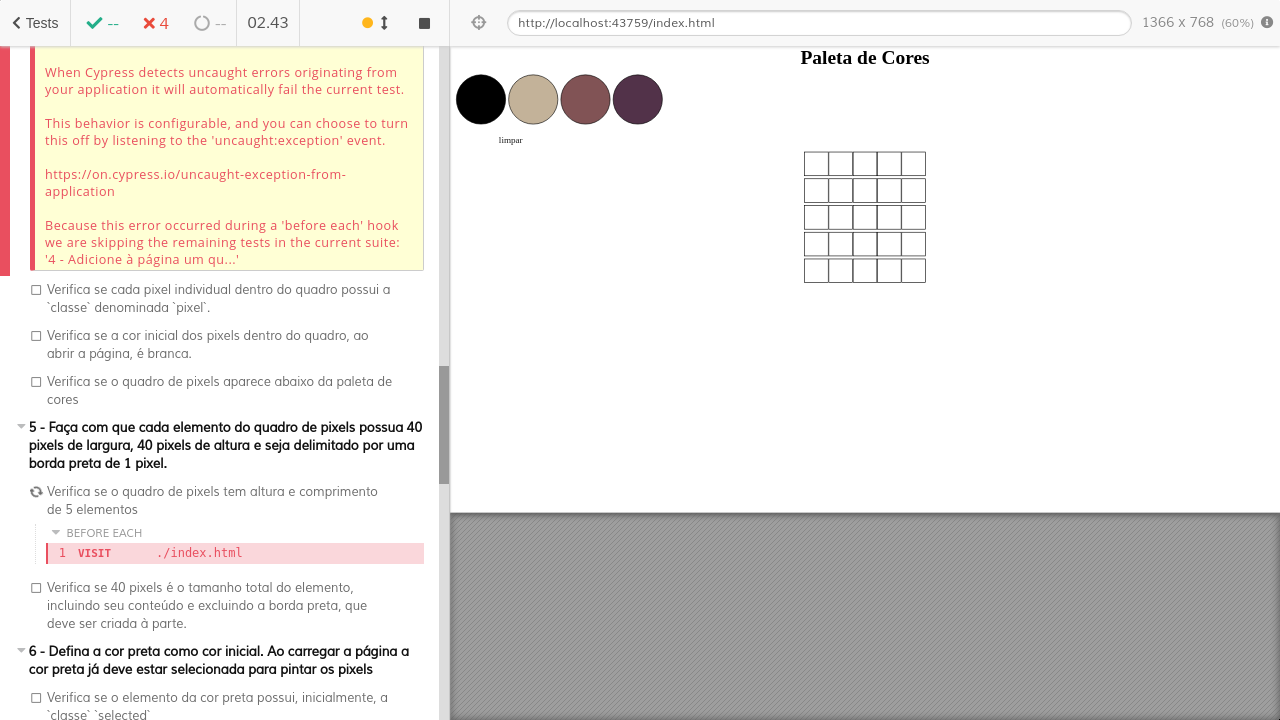 Tests
--
4
--
02.43
http://localhost:43759/index.html
1366 x 768 (60%)
When Cypress detects uncaught errors originating from
your application it will automatically fail the current test.
This behavior is configurable, and you can choose to turn
this off by listening to the 'uncaught:exception' event.
https://on.cypress.io/uncaught-exception-from-
application
Because this error occurred during a 'before each' hook
we are skipping the remaining tests in the current suite:
'4 - Adicione à página um qu...'
Verifica se cada pixel individual dentro do quadro possui a
`classe` denominada `pixel`.
Verifica se a cor inicial dos pixels dentro do quadro, ao
abrir a página, é branca.
Verifica se o quadro de pixels aparece abaixo da paleta de
cores
5 - Faça com que cada elemento do quadro de pixels possua 40
pixels de largura, 40 pixels de altura e seja delimitado por uma
borda preta de 1 pixel.
Verifica se o quadro de pixels tem altura e comprimento
de 5 elementos
BEFORE EACH
1 VISIT ./index.html
Verifica se 40 pixels é o tamanho total do elemento,
incluindo seu conteúdo e excluindo a borda preta, que
deve ser criada à parte.
6 - Defina a cor preta como cor inicial. Ao carregar a página a
cor preta já deve estar selecionada para pintar os pixels
Verifica se o elemento da cor preta possui, inicialmente, a
`classe` `selected`
Paleta de Cores
limpar